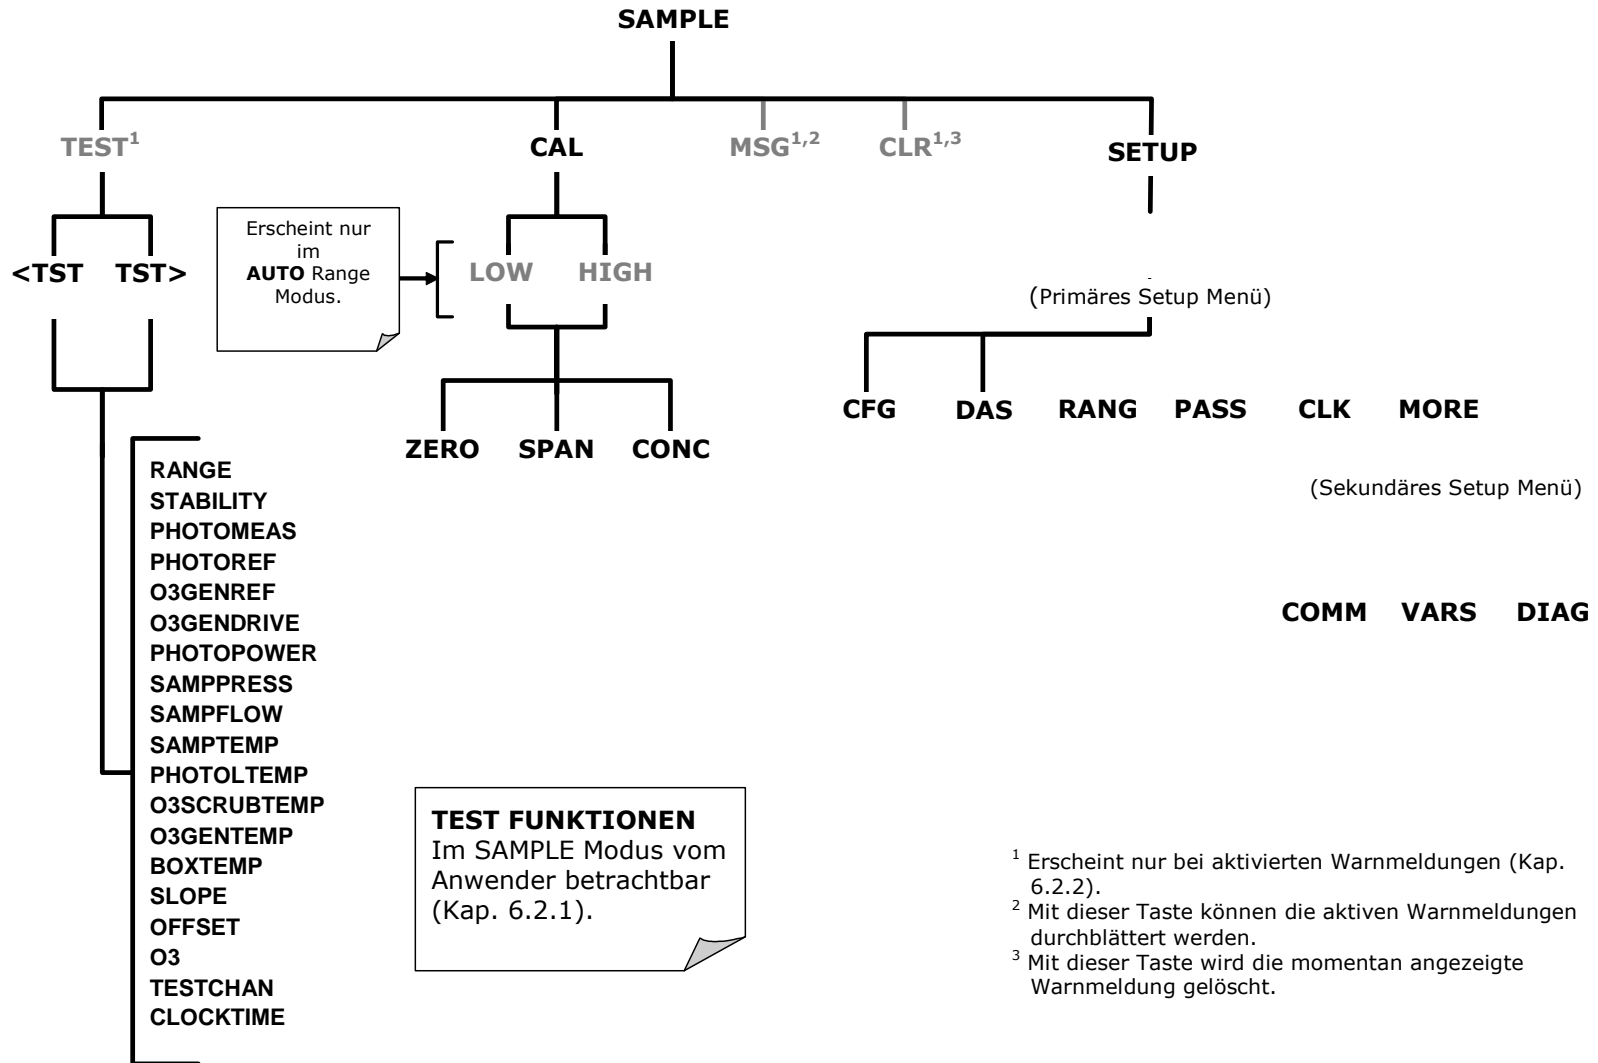 SAMPLE
TEST1 CAL MSG1,2 CLR1,3 SETUP
Erscheint nur
im
AUTO Range
Modus.
<TST TST> LOW HIGH
(Primäres Setup Menü)
CFG DAS RANG PASS CLK MORE
ZERO SPAN CONC
(Sekundäres Setup Menü)
COMM VARS DIAG
RANGE
STABILITY
PHOTOMEAS
PHOTOREF
O3GENREF
O3GENDRIVE
PHOTOPOWER
SAMPPRESS
SAMPFLOW
SAMPTEMP
PHOTOLTEMP
O3SCRUBTEMP
O3GENTEMP
BOXTEMP
SLOPE
OFFSET
O3
TESTCHAN
CLOCKTIME
TEST FUNKTIONEN
Im SAMPLE Modus vom
Anwender betrachtbar
(Kap. 6.2.1).
1 Erscheint nur bei aktivierten Warnmeldungen (Kap.
6.2.2).
2 Mit dieser Taste können die aktiven Warnmeldungen
durchblättert werden.
3 Mit dieser Taste wird die momentan angezeigte
Warnmeldung gelöscht.